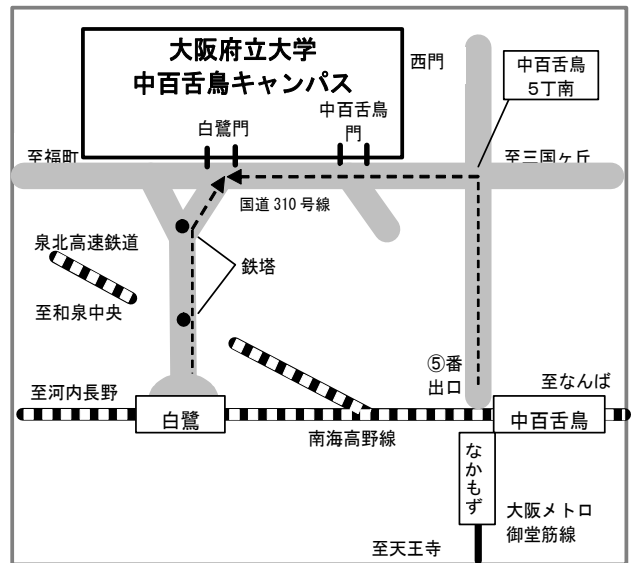 大阪府立大学
中百舌鳥キャンパス
西門
中百舌鳥
5丁南
白鷺門
中百舌鳥
門
至福町
至三国ヶ丘
国道 310 号線
泉北高速鉄道
鉄塔
至和泉中央
⑤番
出口
至河内長野
至なんば
白鷺
中百舌鳥
南海高野線
なかもず
大阪メトロ
御堂筋線
至天王寺